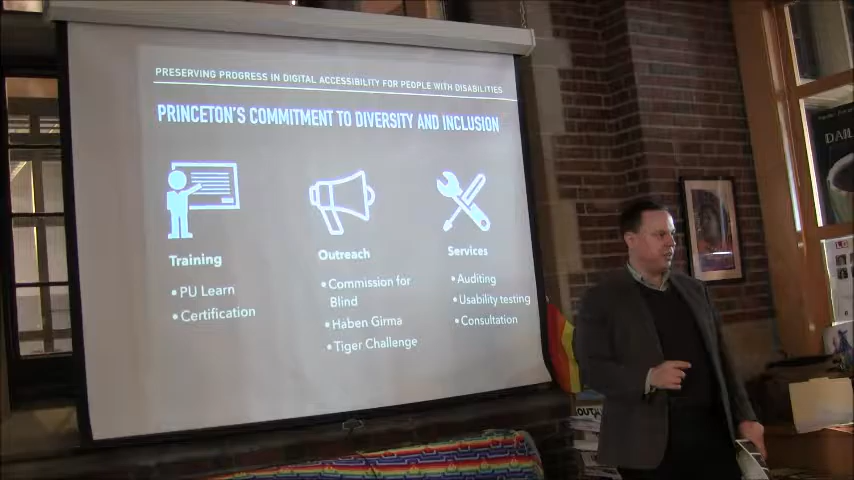 PRESERVING PROGRESS IN DIGITAL ACCESSIBILITY FOR PEOPLE WITH DISABILITIES
PRINCETON'S COMMITMENT TO DIVERSITY AND INCLUSION
Training
• PU Learn
• Certification
Outreach
• Commission for
Blind
• Haben Girma
• Tiger Challenge
Services
• Auditing
• Usability testing
• Consultation